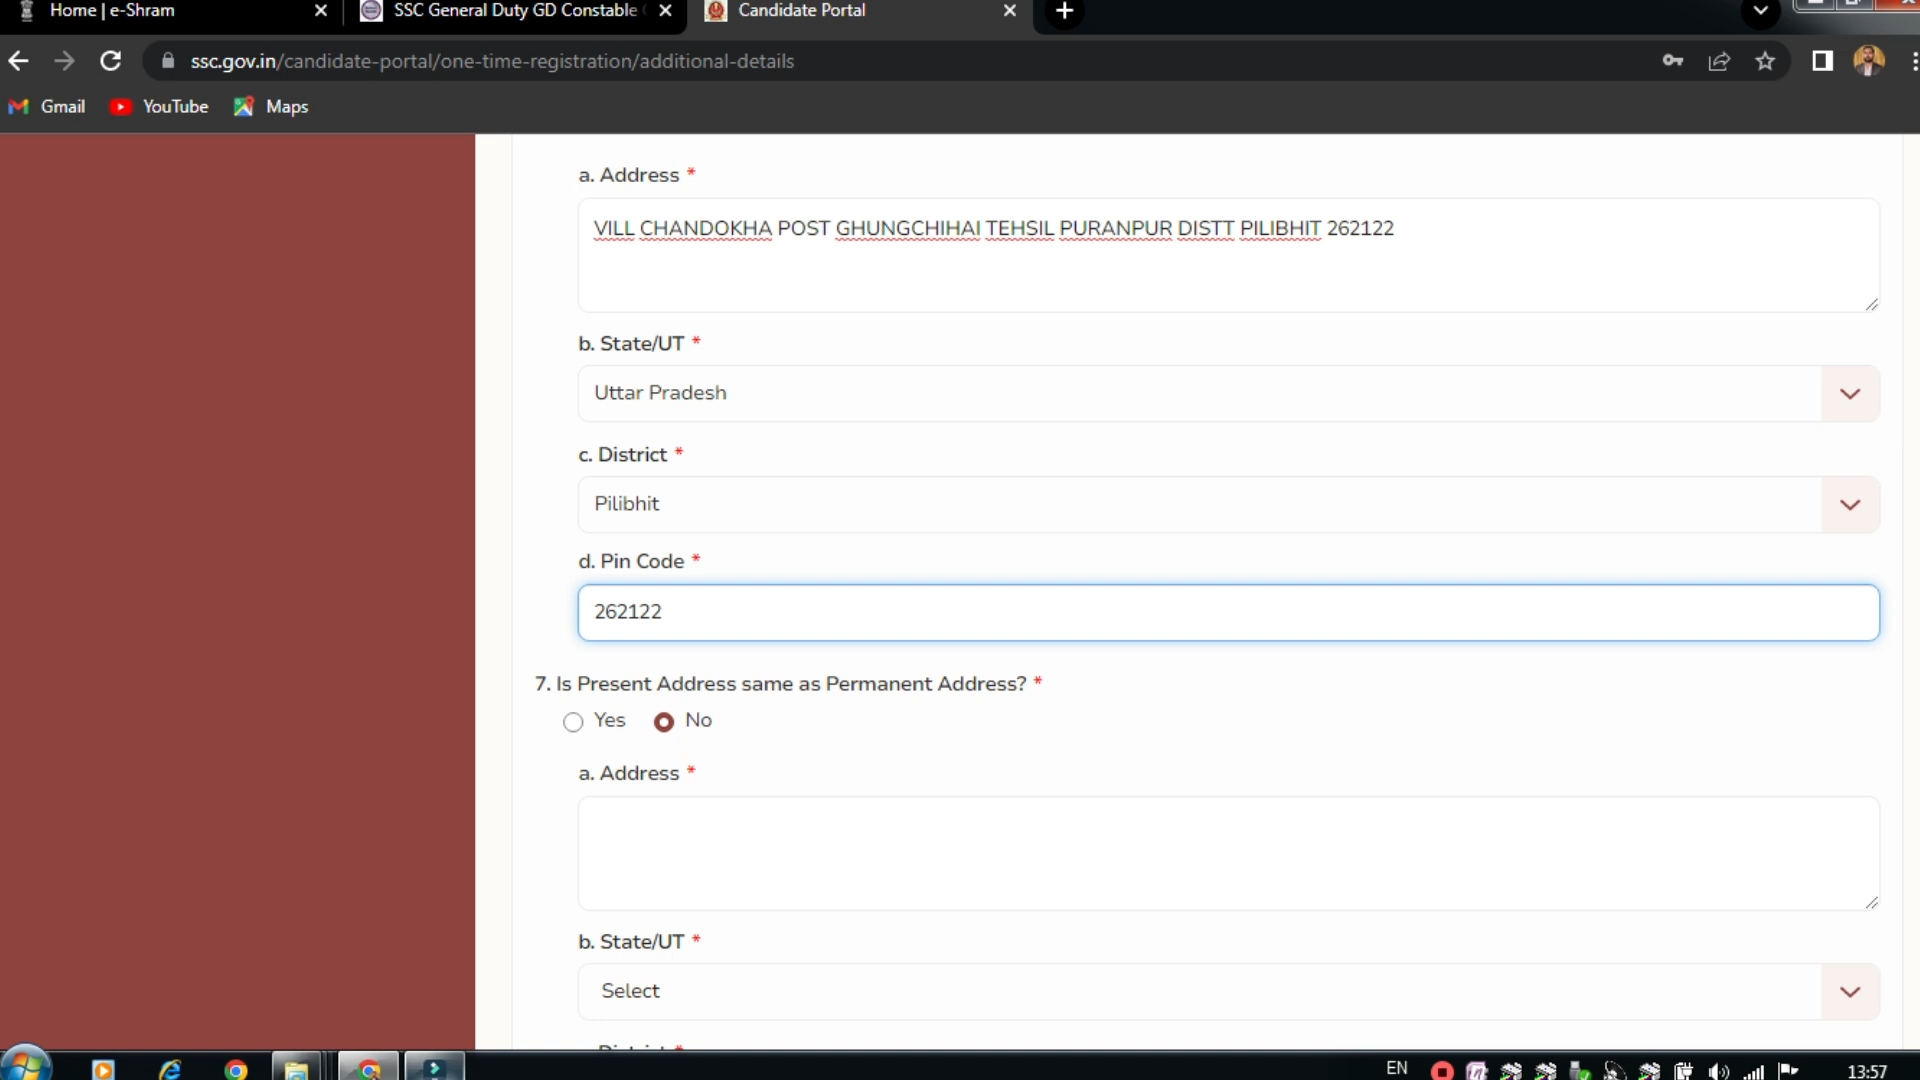 Home | e-Shram
SSC General Duty GD Constable
Candidate Portal
ssc.gov.in/candidate-portal/one-time-registration/additional-details
Gmail
YouTube
Maps
a. Address *
VILL CHANDOKHA POST GHUNGCHIHAI TEHSIL PURANPUR DISTT PILIBHIT 262122
b. State/UT *
Uttar Pradesh
c. District *
Pilibhit
d. Pin Code *
262122
7. Is Present Address same as Permanent Address? *
Yes No
a. Address *
b. State/UT *
Select
EN
13:57